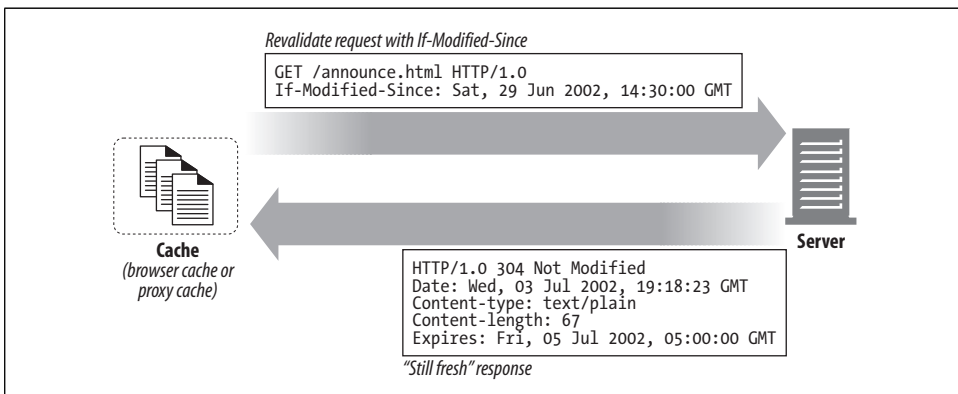 Revalidate request with If-Modified-Since
GET /announce.html HTTP/1.0
If-Modified-Since: Sat, 29 Jun 2002, 14:30:00 GMT
Cache
(browser cache or
proxy cache)
Server
HTTP/1.0 304 Not Modified
Date: Wed, 03 Jul 2002, 19:18:23 GMT
Content-type: text/plain
Content-length: 67
Expires: Fri, 05 Jul 2002, 05:00:00 GMT
"Still fresh" response